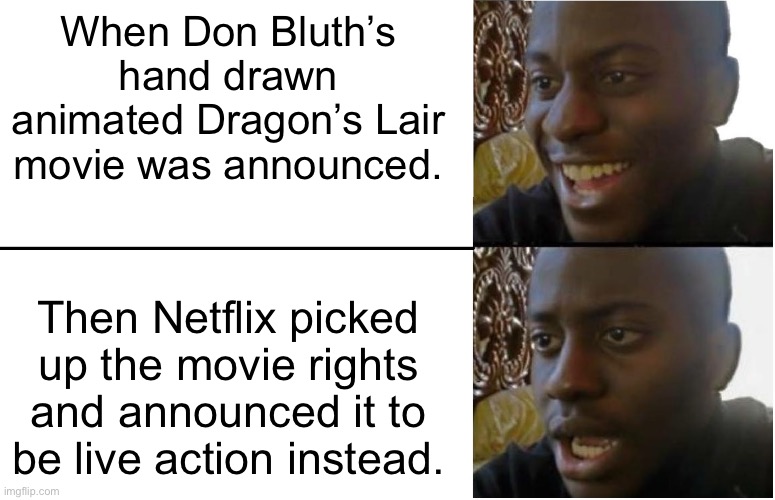 When Don Bluth’s
hand drawn
animated Dragon’s Lair
movie was announced.
Then Netflix picked
up the movie rights
and announced it to
be live action instead.
imgflip.com